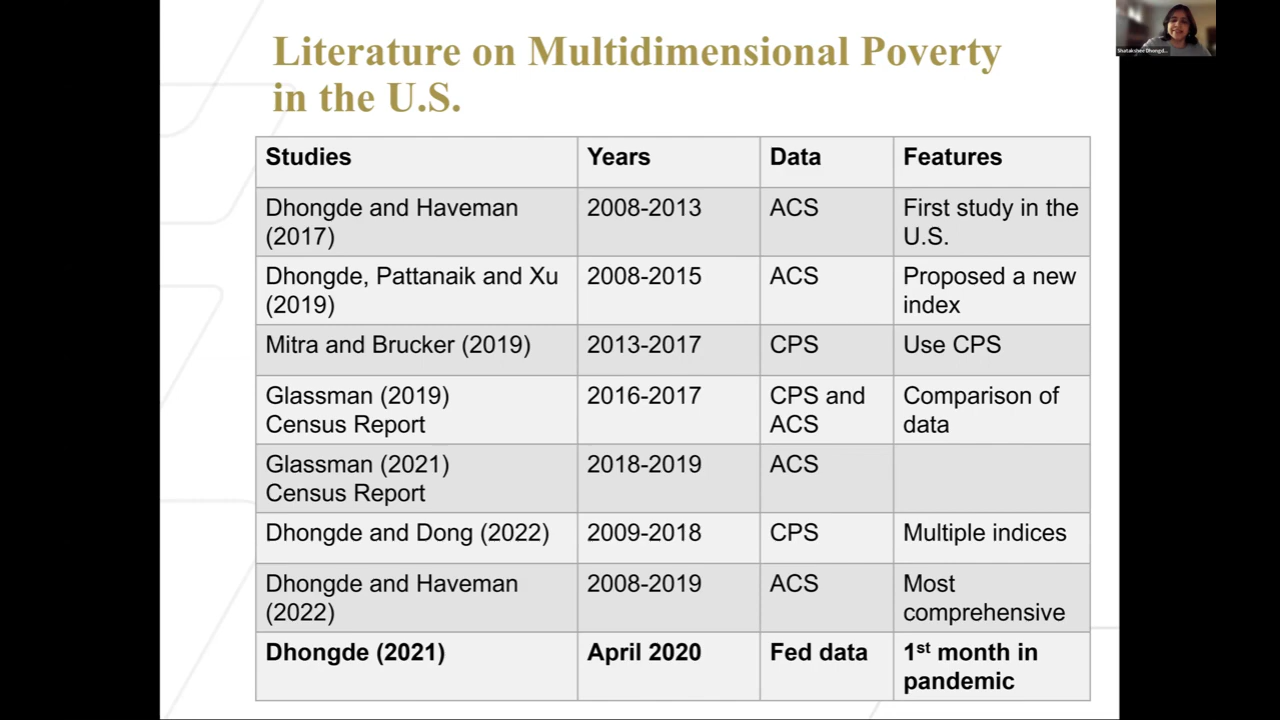 Literature on Multidimensional Poverty
in the U.S.
Studies Years Data Features
Dhongde and Haveman 2008-2013 ACS First study in the
(2017) U.S.
Dhongde, Pattanaik and Xu 2008-2015 ACS Proposed a new
(2019) index
Mitra and Brucker (2019) 2013-2017 CPS Use CPS
Glassman (2019) 2016-2017 CPS and Comparison of
Census Report ACS data
Glassman (2021) 2018-2019 ACS
Census Report
Dhongde and Dong (2022) 2009-2018 CPS Multiple indices
Dhongde and Haveman 2008-2019 ACS Most
(2022) comprehensive
Dhongde (2021) April 2020 Fed data 1st month in
pandemic
Shatakshee Dhongd...